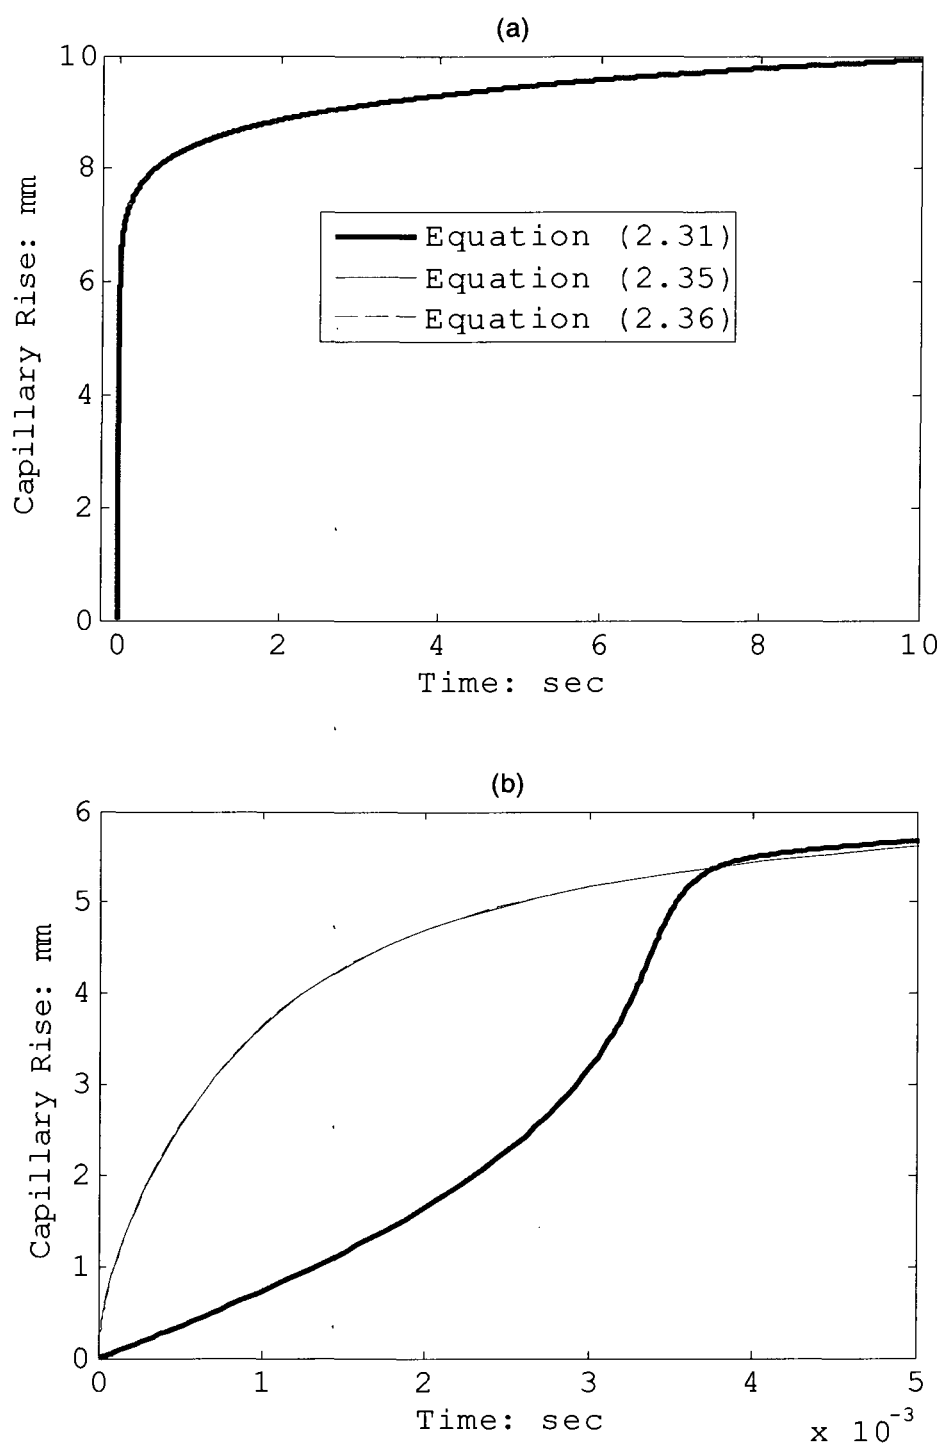 (a)
10
8
6
4
2
0
Capillary Rise: mm
Equation (2.31)
Equation (2.35)
Equation (2.36)
0 2 4 6 8 10
Time: sec
(b)
6
5
4
3
2
1
0
Capillary Rise: mm
0 1 2 3 4 5
Time: sec
x 10^-3